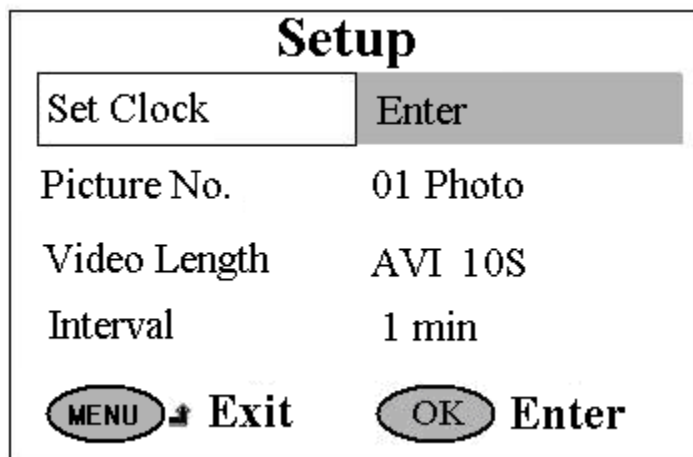 Setup
Set Clock Enter
Picture No. 01 Photo
Video Length AVI 10S
Interval 1 min
MENU Exit OK Enter